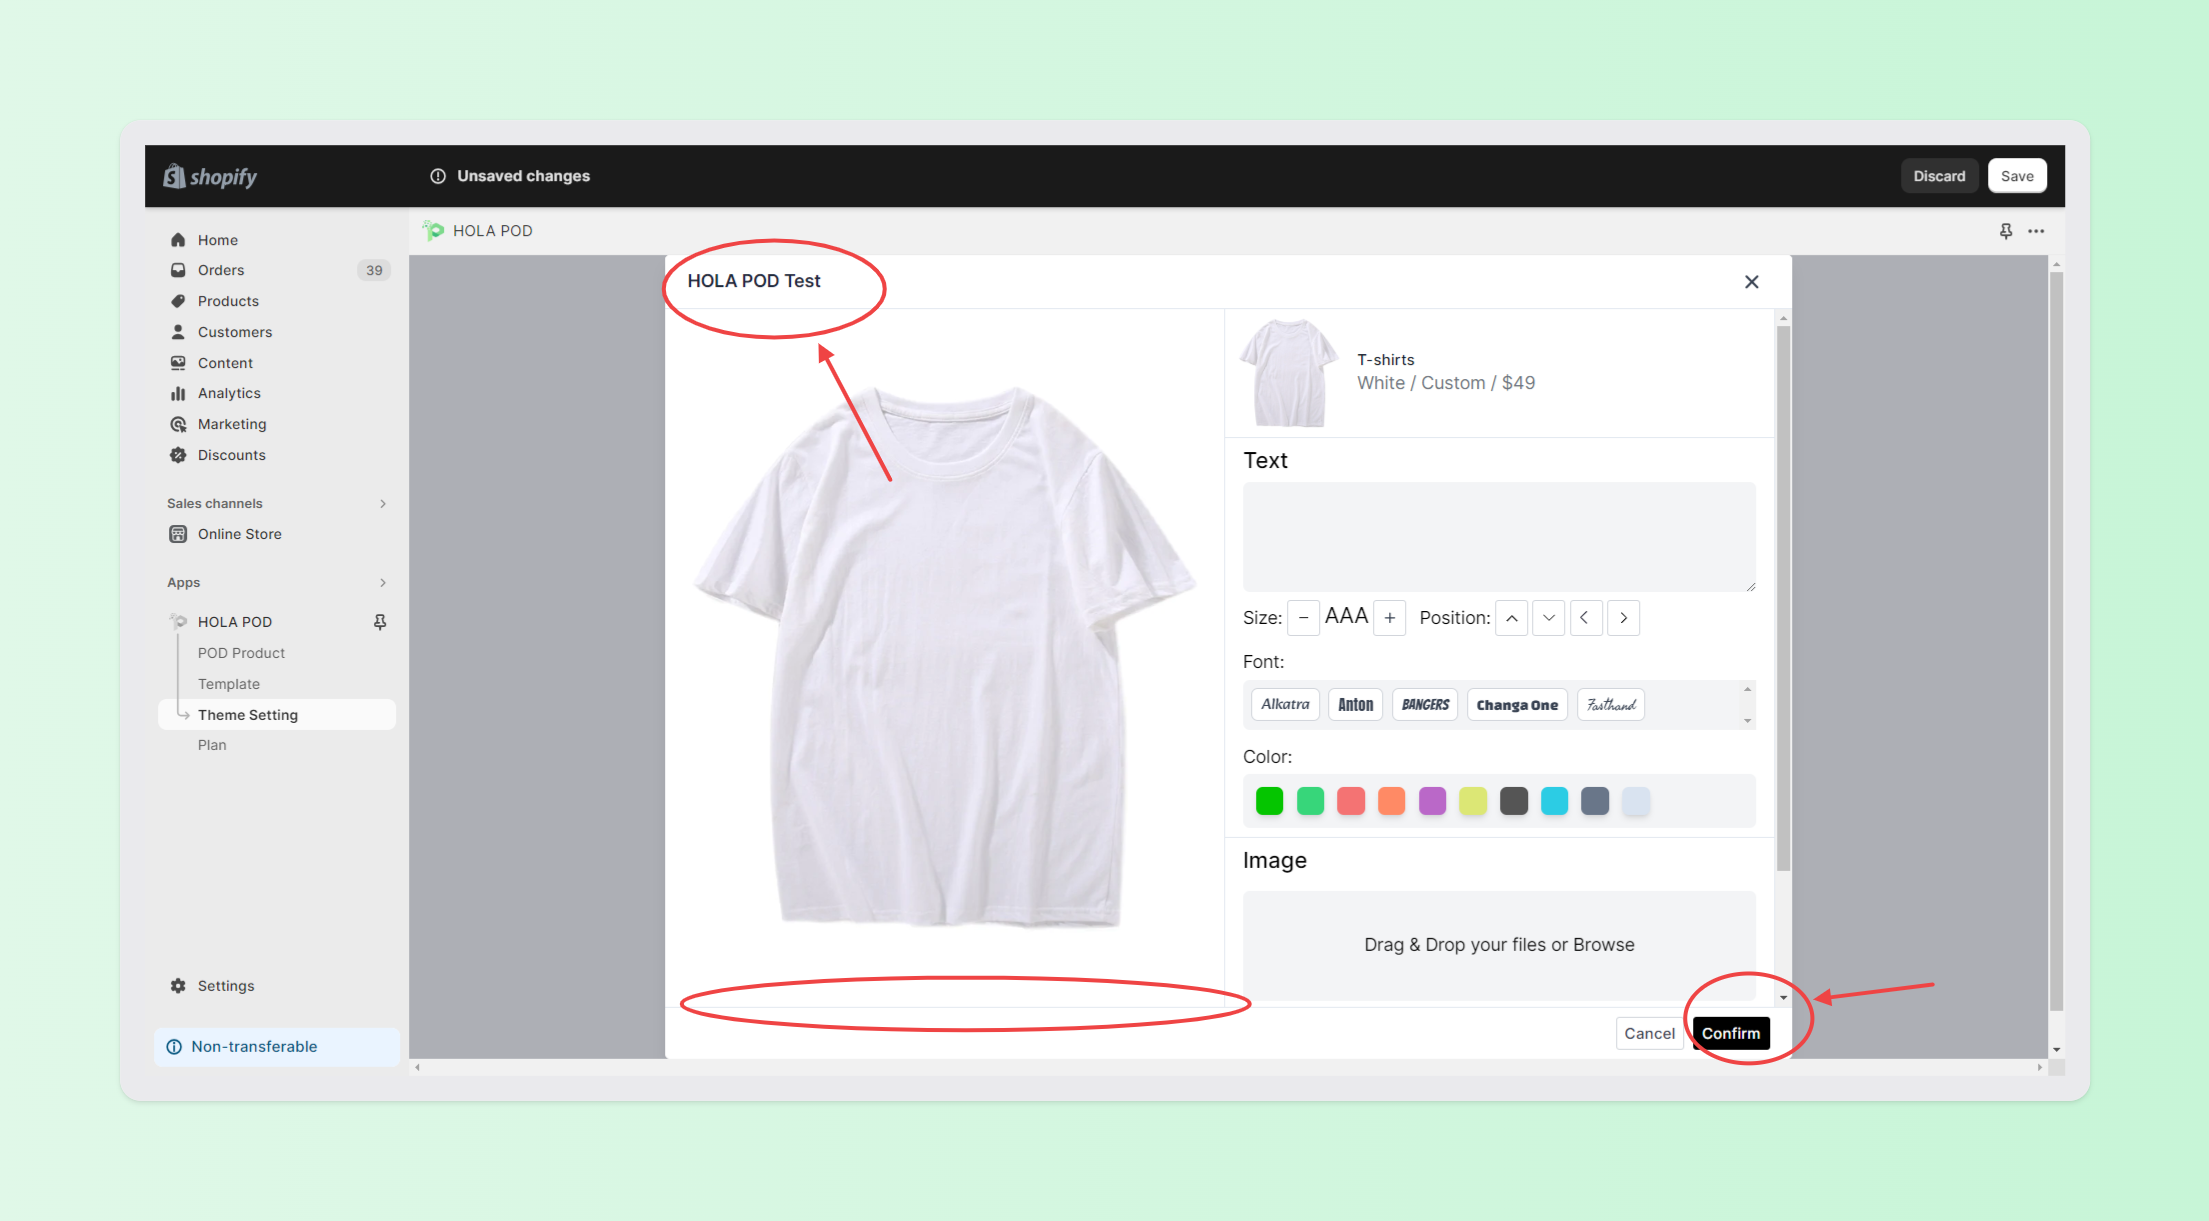 shopify
Unsaved changes
Discard
Save
Home
Orders
39
Products
Customers
Content
Analytics
Marketing
Discounts
Sales channels
Online Store
Apps
HOLA POD
POD Product
Template
Theme Setting
Plan
Settings
Non-transferable
HOLA POD
HOLA POD Test
T-shirts
White / Custom / $49
Text
Size: − AAA + Position:
Font:
Alkatra Anton BANGERS Changa One Fasthand
Color:
Image
Drag & Drop your files or Browse
Cancel Confirm